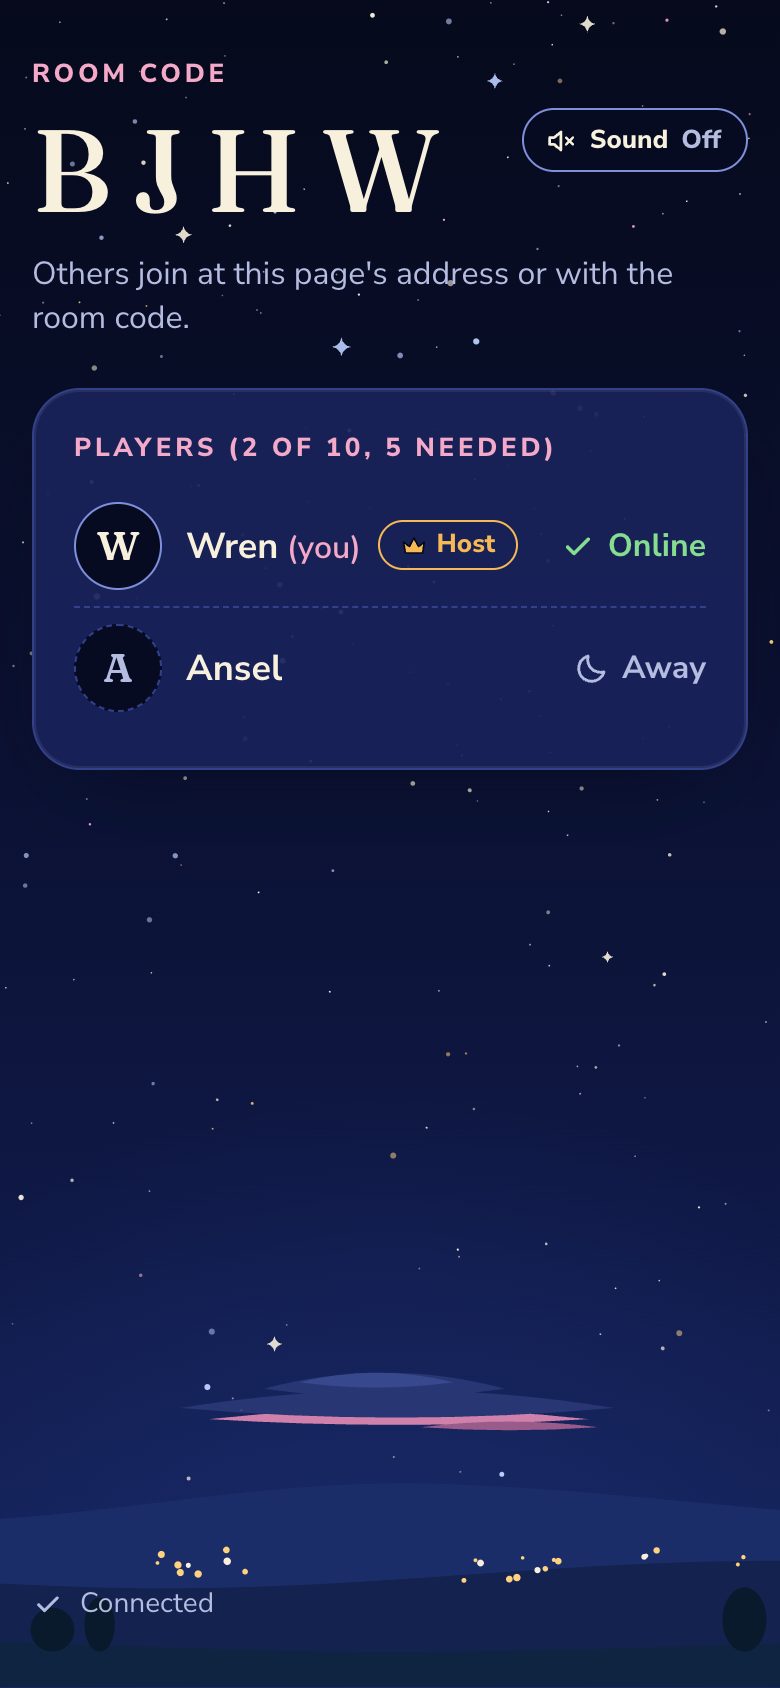 ROOM CODE
BJHW
Sound Off
Others join at this page's address or with the
room code.
PLAYERS (2 OF 10, 5 NEEDED)
W Wren (you) Host Online
A Ansel Away
Connected